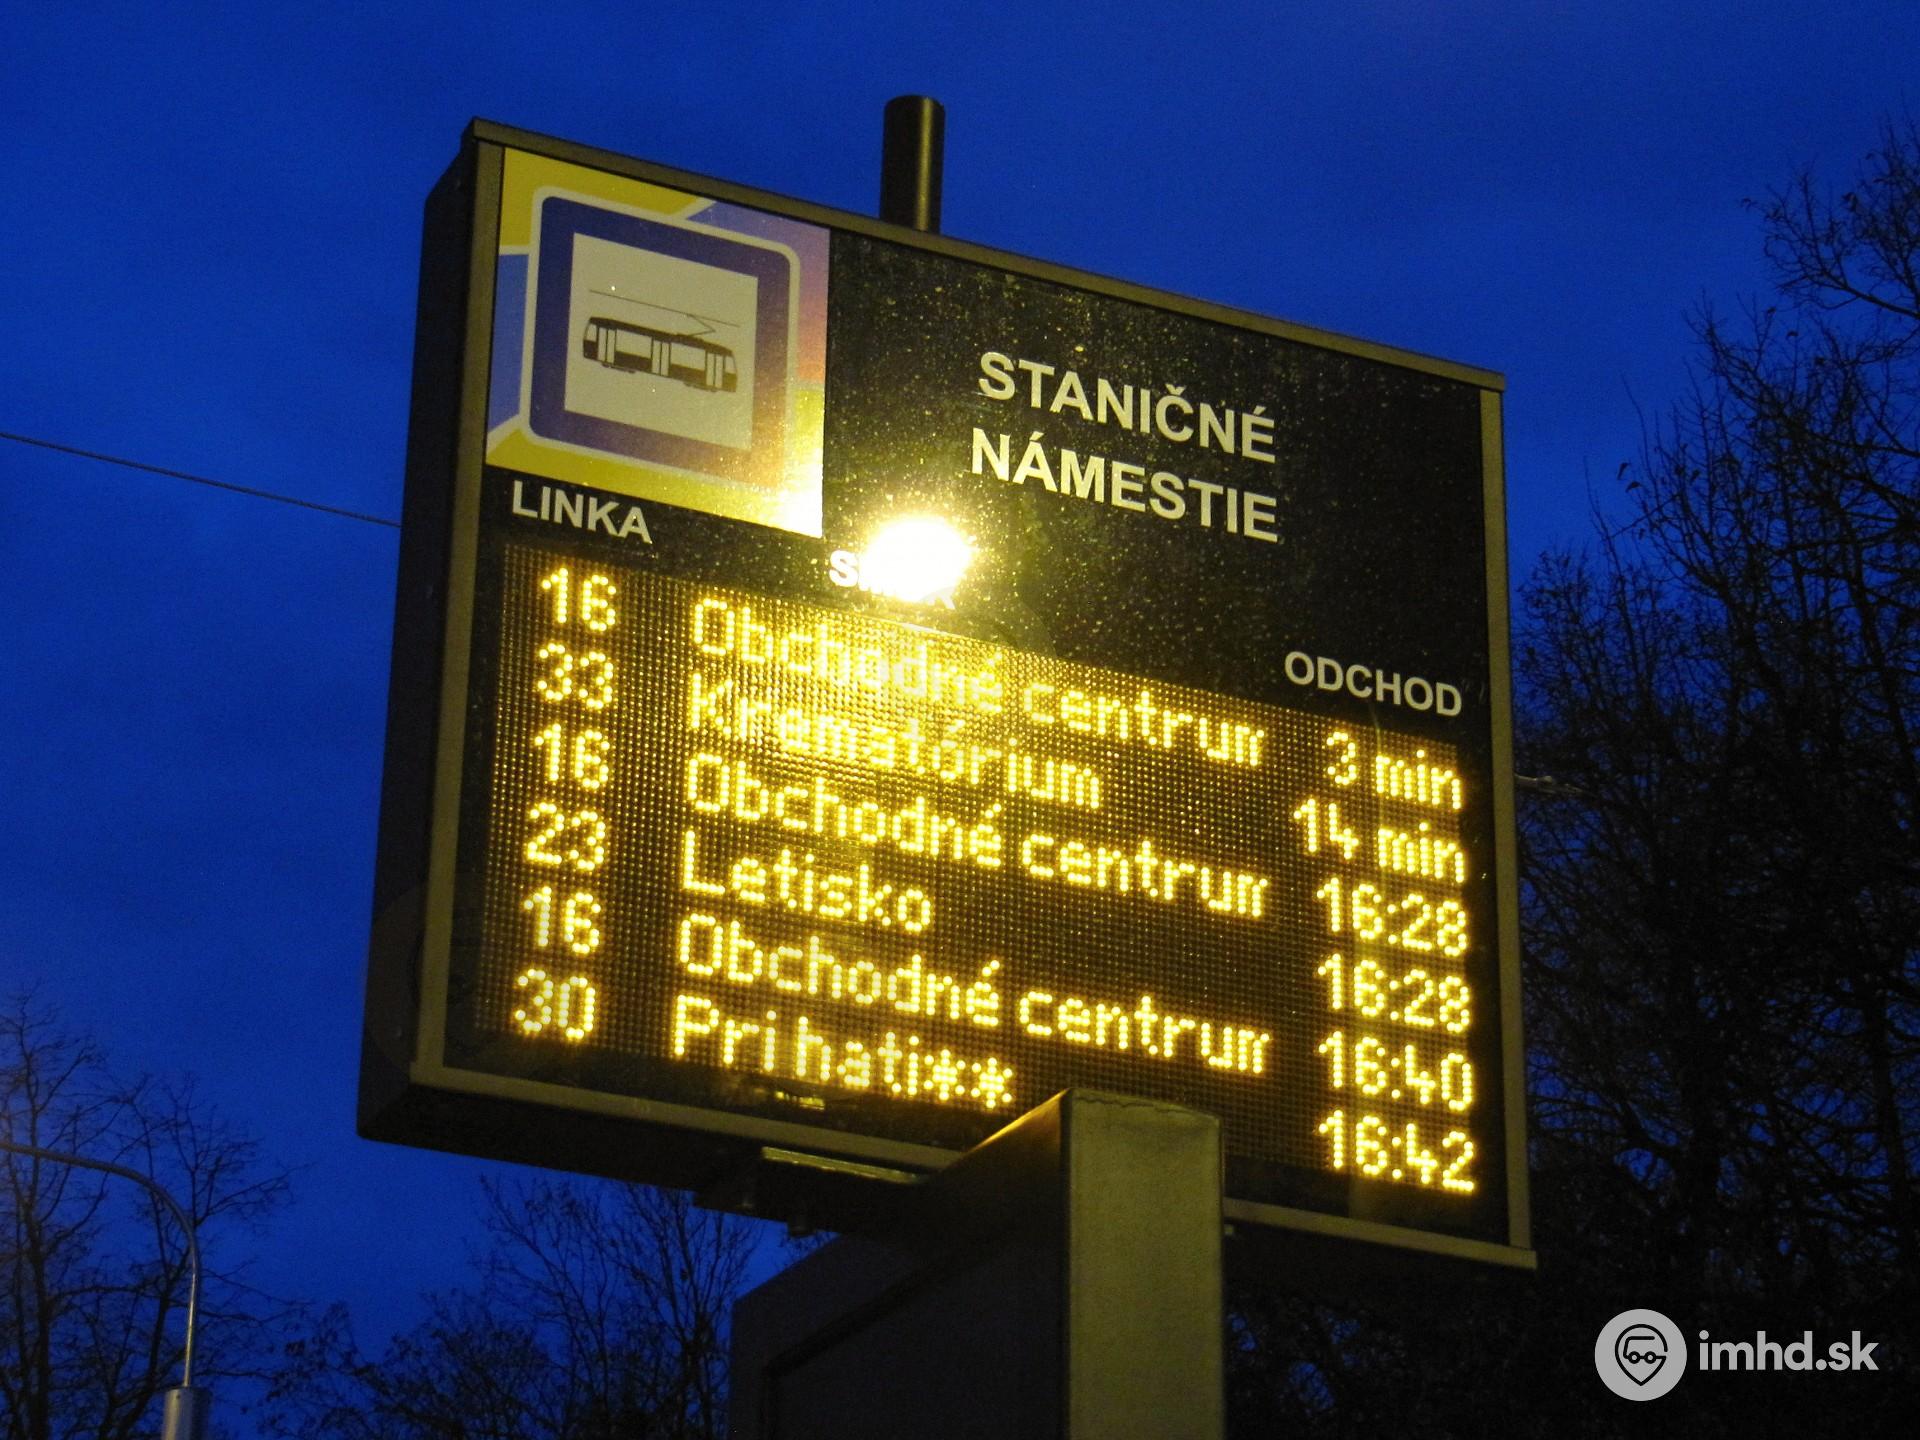 STANIČNÉ
NÁMESTIE
LINKA
ODCHOD
16 Obchodné centrum 3 min
33 Krematórium 14 min
16 Obchodné centrum 16:28
23 Letisko 16:28
16 Obchodné centrum 16:40
30 Prihati** 16:42
imhd.sk